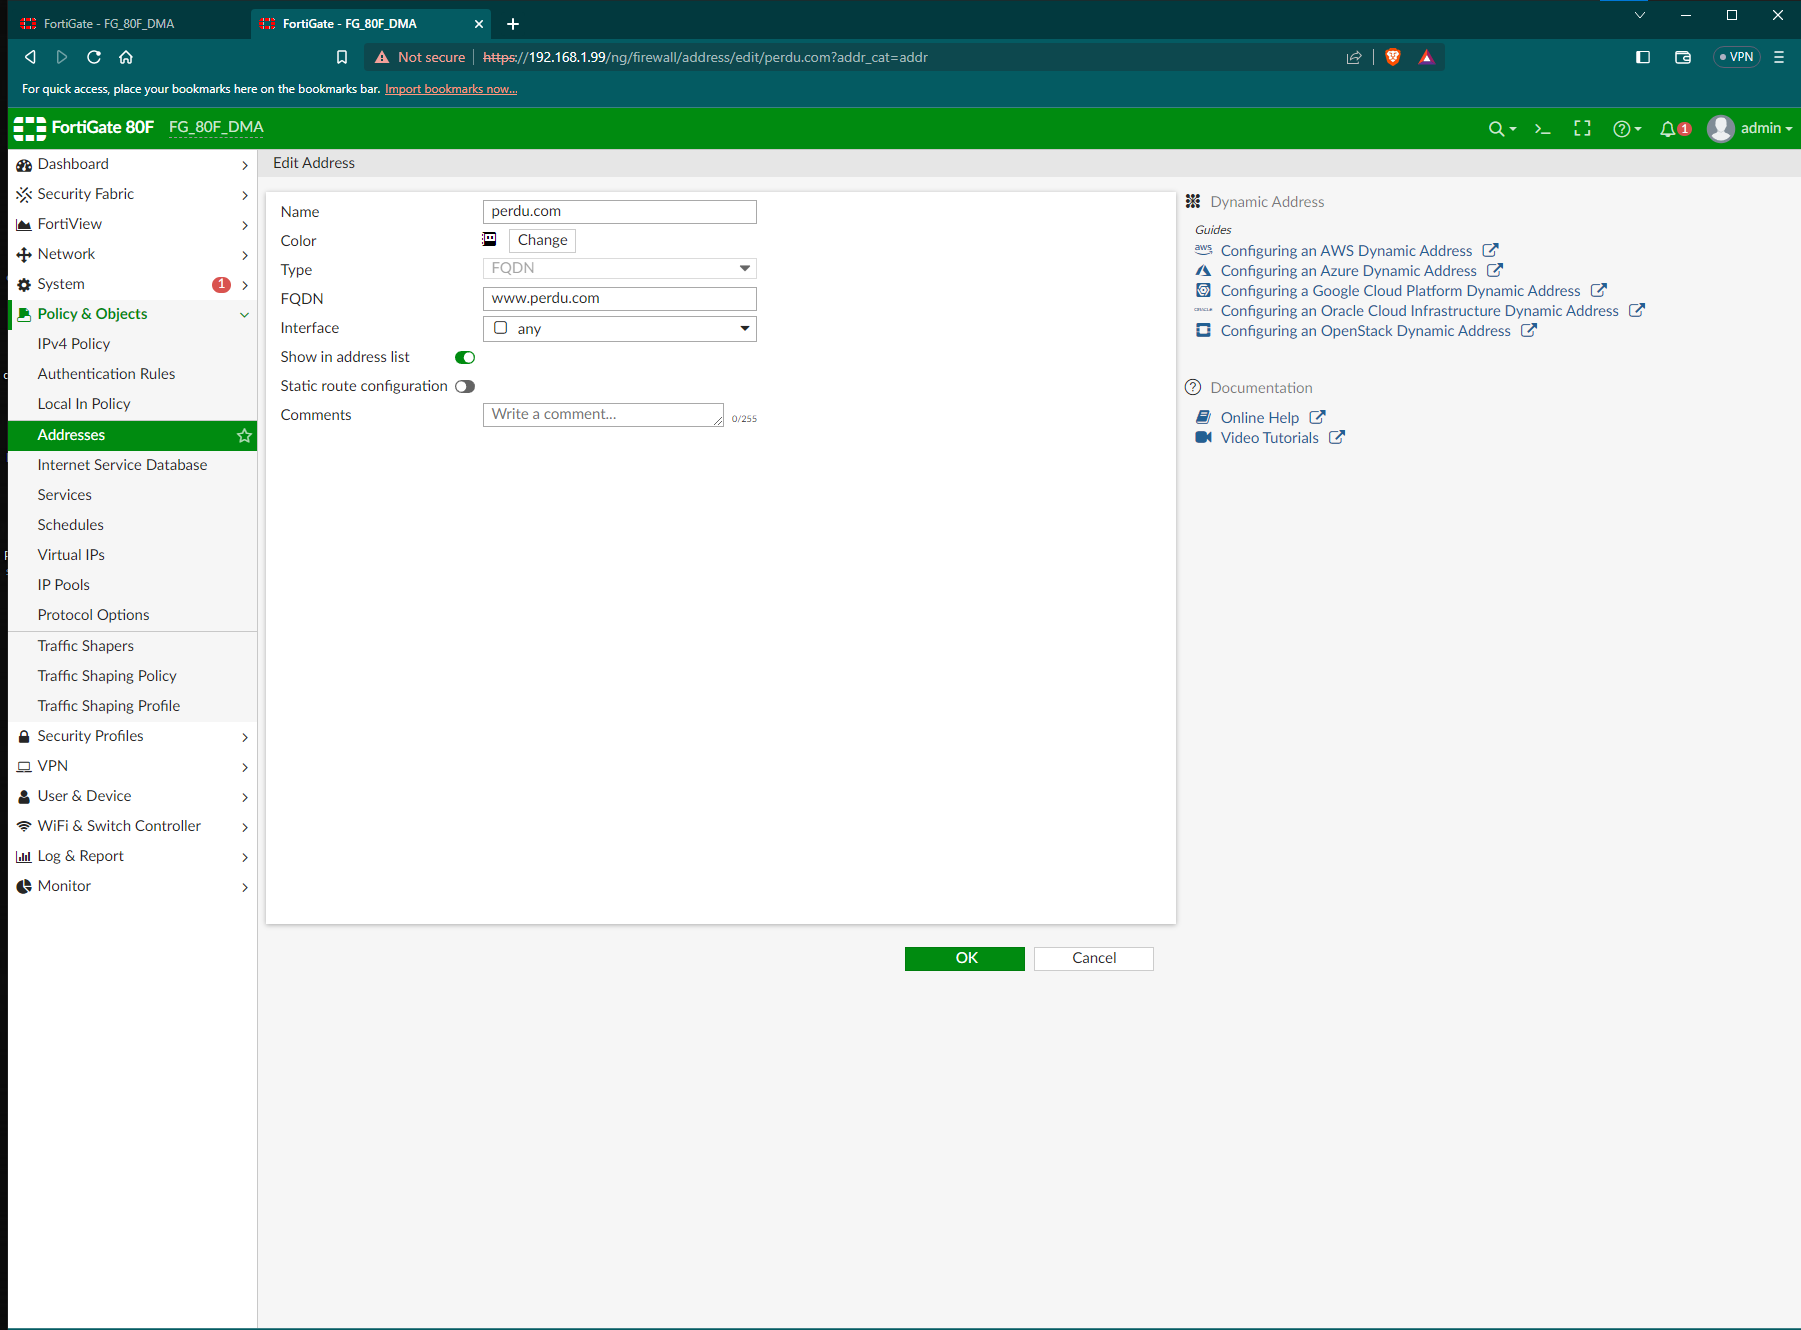 FortiGate - FG_80F_DMA
FortiGate - FG_80F_DMA
Not secure https://192.168.1.99/ng/firewall/address/edit/perdu.com?addr_cat=addr
VPN
For quick access, place your bookmarks here on the bookmarks bar. Import bookmarks now...
FortiGate 80F FG_80F_DMA
1 admin
Dashboard
Security Fabric
FortiView
Network
System 1
Policy & Objects
IPv4 Policy
Authentication Rules
Local In Policy
Addresses
Internet Service Database
Services
Schedules
Virtual IPs
IP Pools
Protocol Options
Traffic Shapers
Traffic Shaping Policy
Traffic Shaping Profile
Security Profiles
VPN
User & Device
WiFi & Switch Controller
Log & Report
Monitor
Edit Address
Name perdu.com
Color Change
Type FQDN
FQDN www.perdu.com
Interface any
Show in address list
Static route configuration
Comments Write a comment... 0/255
OK Cancel
Dynamic Address
Guides
aws Configuring an AWS Dynamic Address
Configuring an Azure Dynamic Address
Configuring a Google Cloud Platform Dynamic Address
ORACLE Configuring an Oracle Cloud Infrastructure Dynamic Address
Configuring an OpenStack Dynamic Address
Documentation
Online Help
Video Tutorials